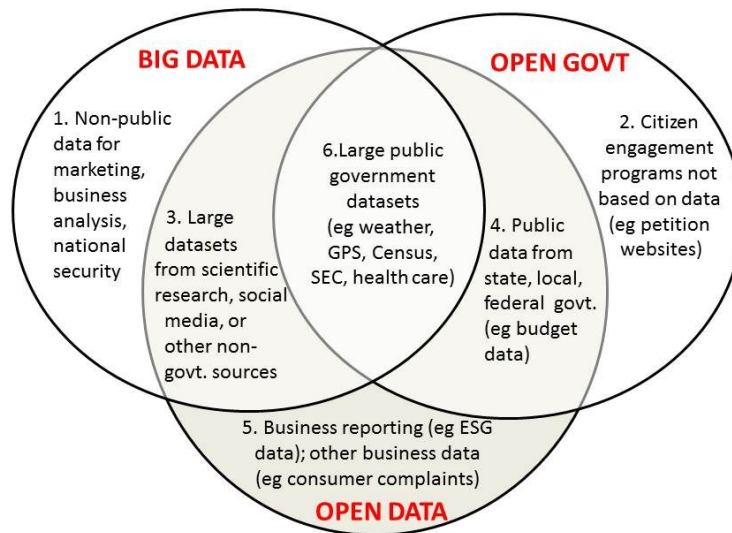 BIG DATA
OPEN GOVT
1. Non-public
data for
marketing,
business
analysis,
national
security
2. Citizen
engagement
programs not
based on data
(eg petition
websites)
6.Large public
government
datasets
(eg weather,
GPS, Census,
SEC, health care)
3. Large
datasets
from scientific
research, social
media, or
other non-
govt. sources
4. Public
data from
state, local,
federal govt.
(eg budget
data)
5. Business reporting (eg ESG
data); other business data
(eg consumer complaints)
OPEN DATA